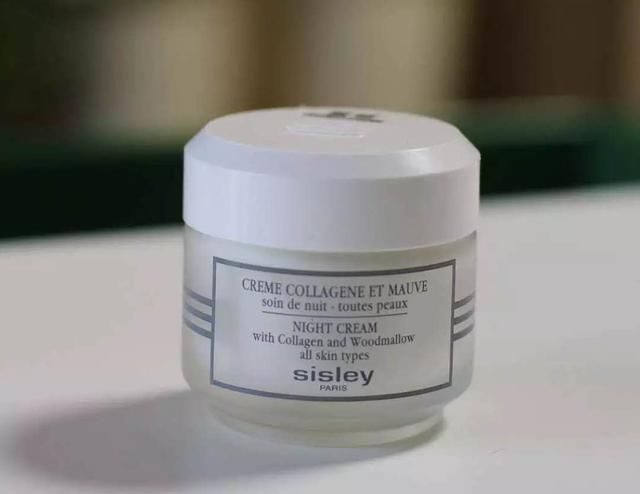 CREME COLLAGENE ET MAUVE
soin de nuit - toutes peaux
NIGHT CREAM
with Collagen and Woodmallow
all skin types
sisley
PARIS